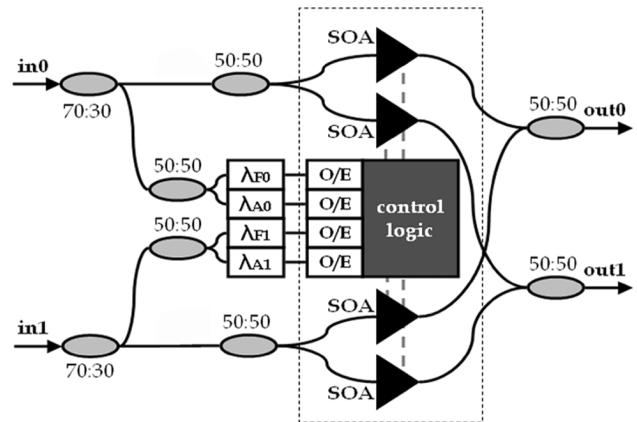 SOA
in0
50:50
70:30
SOA
50:50
out0
50:50
λF0
O/E
λA0
O/E
control
logic
50:50
λF1
O/E
λA1
O/E
50:50
out1
in1
50:50
SOA
70:30
SOA